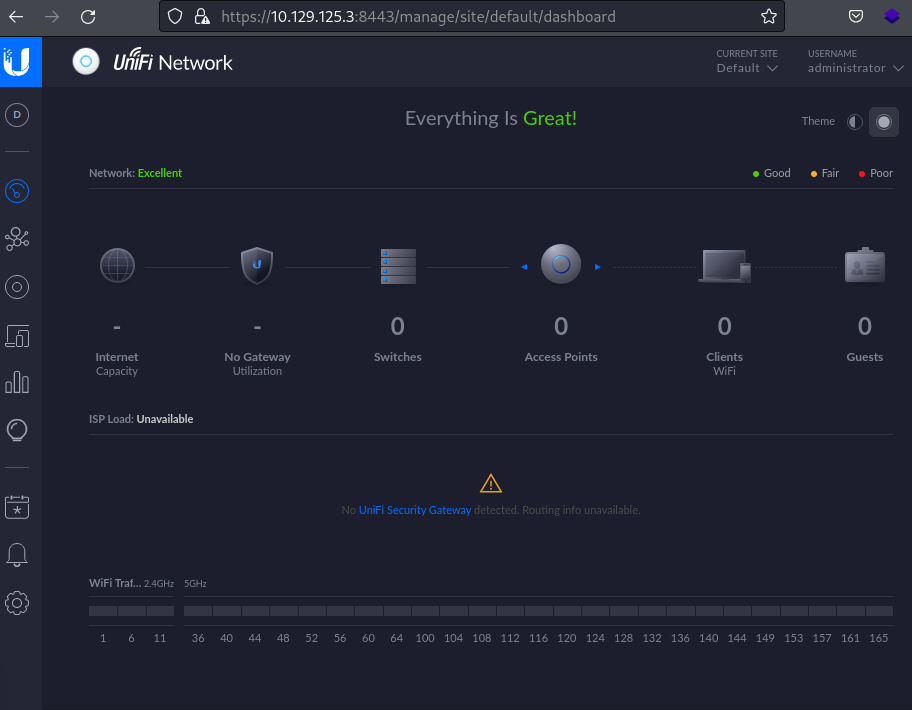 https://10.129.125.3:8443/manage/site/default/dashboard
UniFi Network
CURRENT SITE
Default
USERNAME
administrator
D
Everything Is Great!
Theme
Network: Excellent
Good Fair Poor
- - 0 0 0 0
Internet No Gateway Switches Access Points Clients Guests
Capacity Utilization WiFi
ISP Load: Unavailable
No UniFi Security Gateway detected. Routing info unavailable.
WiFi Traf... 2.4GHz 5GHz
1 6 11 36 40 44 48 52 56 60 64 100 104 108 112 116 120 124 128 132 136 140 144 149 153 157 161 165